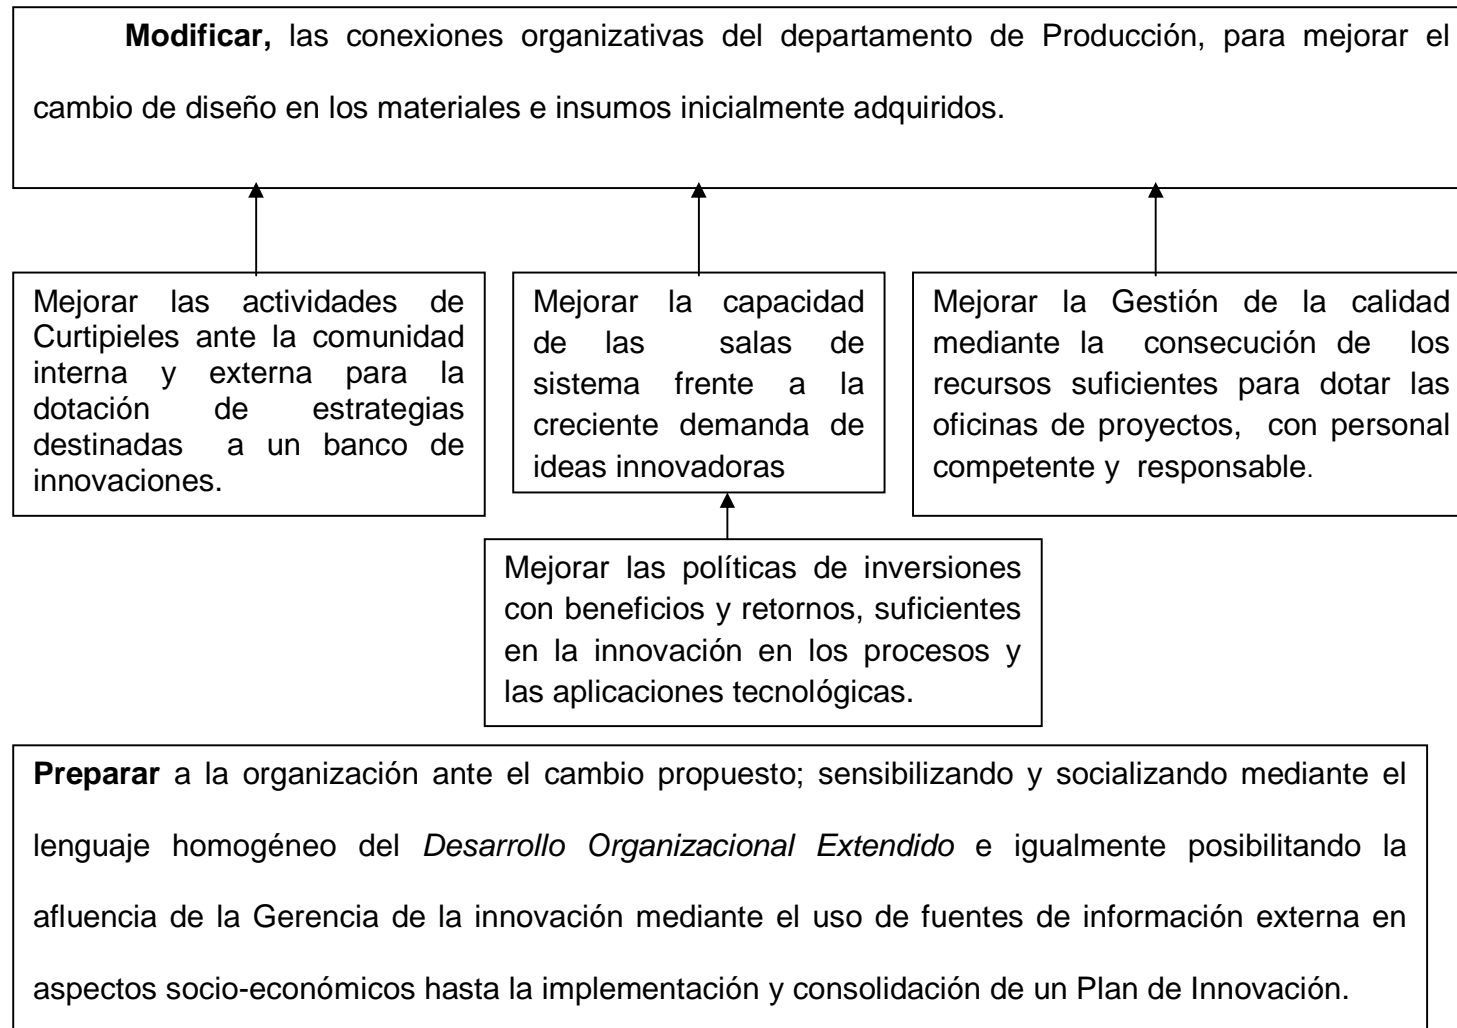 Modificar, las conexiones organizativas del departamento de Producción, para mejorar el
cambio de diseño en los materiales e insumos inicialmente adquiridos.
Mejorar las actividades de
Curtipieles ante la comunidad
interna y externa para la
dotación de estrategias
destinadas a un banco de
innovaciones.
Mejorar la capacidad
de las salas de
sistema frente a la
creciente demanda de
ideas innovadoras
Mejorar la Gestión de la calidad
mediante la consecución de los
recursos suficientes para dotar las
oficinas de proyectos, con personal
competente y responsable.
Mejorar las políticas de inversiones
con beneficios y retornos, suficientes
en la innovación en los procesos y
las aplicaciones tecnológicas.
Preparar a la organización ante el cambio propuesto; sensibilizando y socializando mediante el
lenguaje homogéneo del Desarrollo Organizacional Extendido e igualmente posibilitando la
afluencia de la Gerencia de la innovación mediante el uso de fuentes de información externa en
aspectos socio-económicos hasta la implementación y consolidación de un Plan de Innovación.